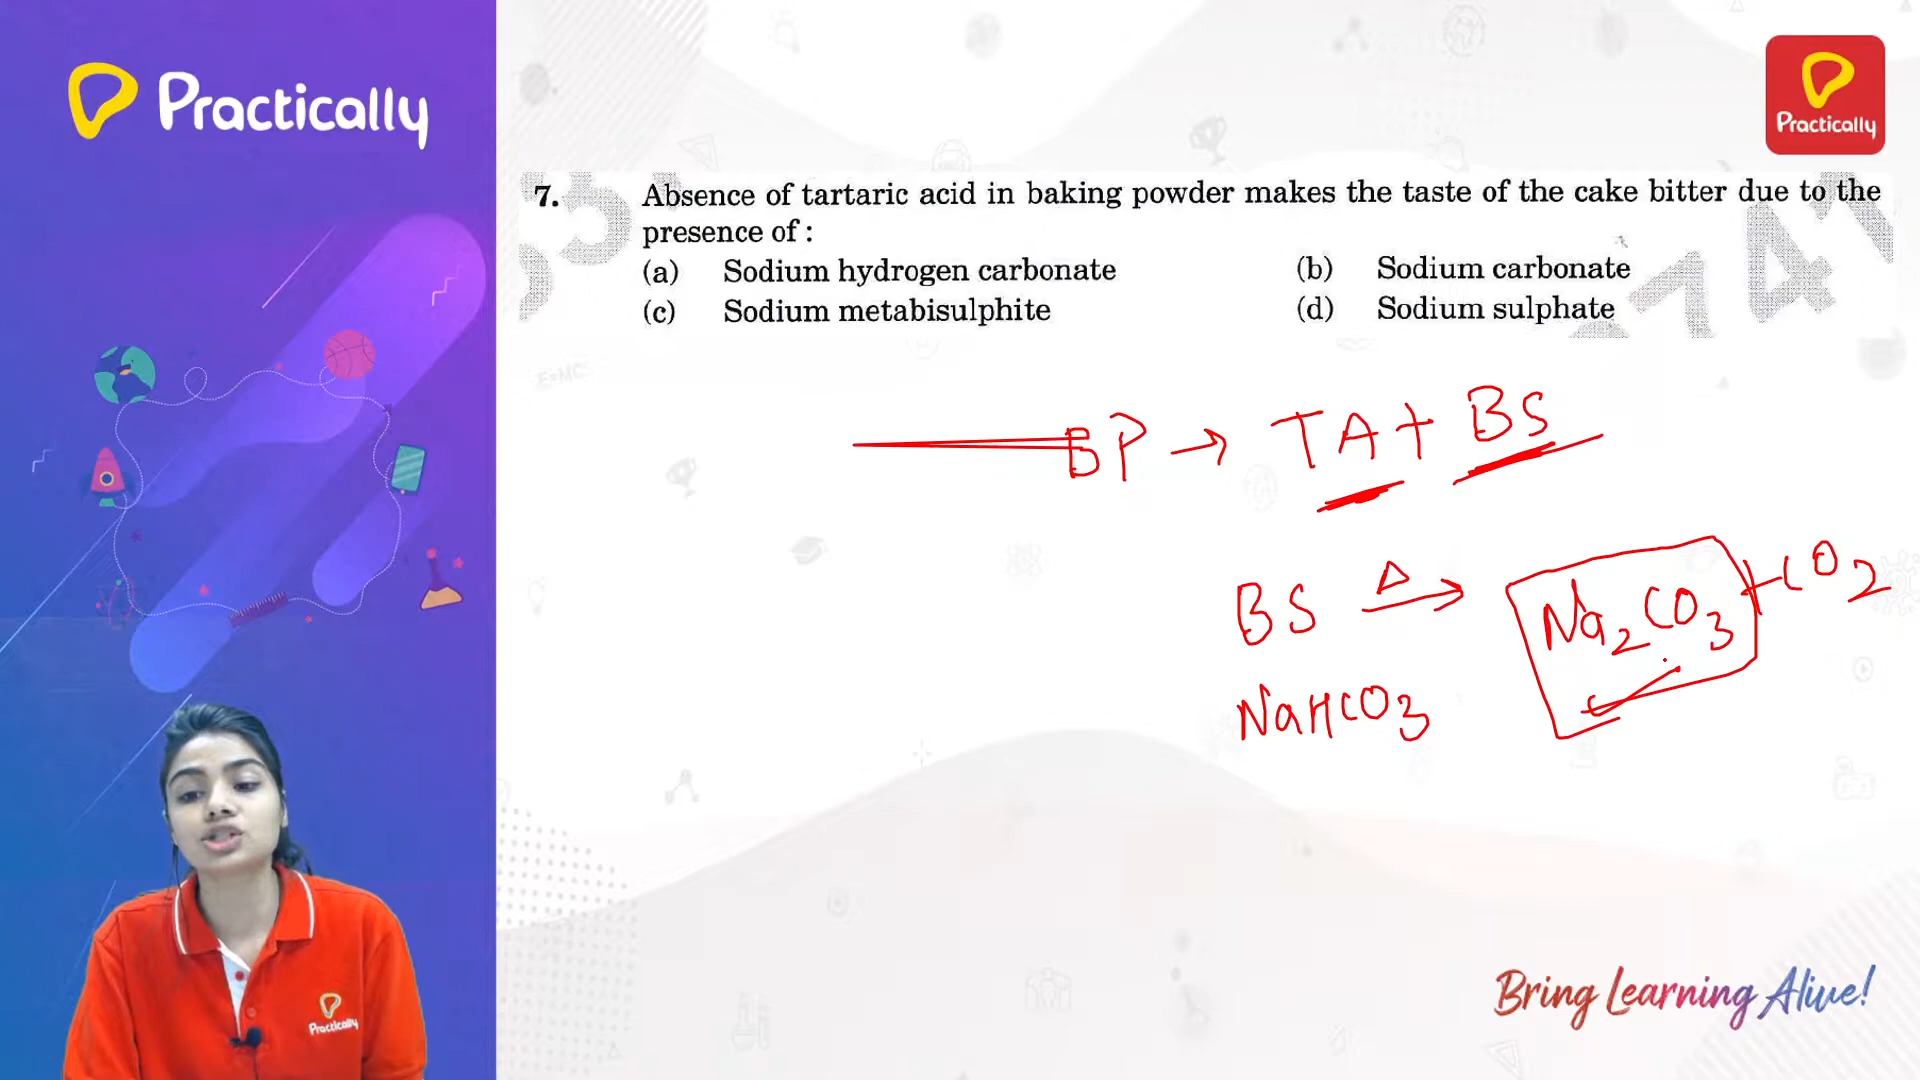 Practically
Practically
7. Absence of tartaric acid in baking powder makes the taste of the cake bitter due to the
presence of :
(a) Sodium hydrogen carbonate (b) Sodium carbonate
(c) Sodium metabisulphite (d) Sodium sulphate
BP → TA + BS
BS Δ→ Na2CO3 + CO2
NaHCO3
Practically
Bring Learning Alive!